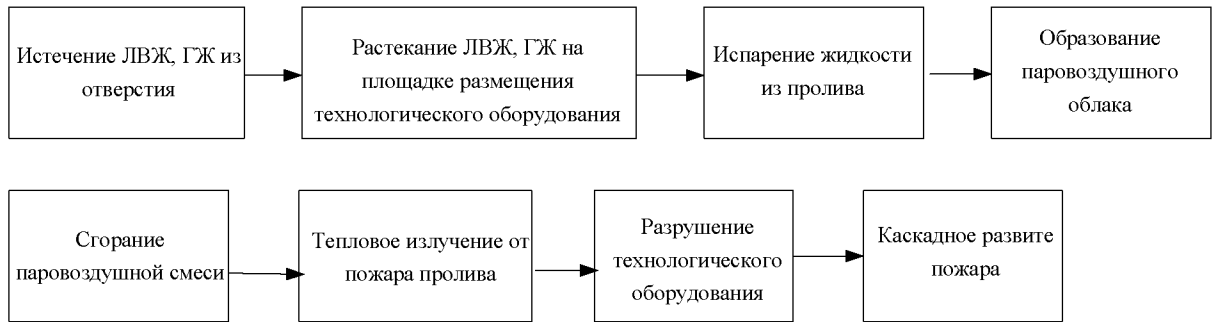 Истечение ЛВЖ, ГЖ из
отверстия
Растекание ЛВЖ, ГЖ на
площадке размещения
технологического оборудования
Испарение жидкости
из пролива
Образование
паровоздушного
облака
Сгорание
паровоздушной смеси
Тепловое излучение от
пожара пролива
Разрушение
технологического
оборудования
Каскадное развите
пожара